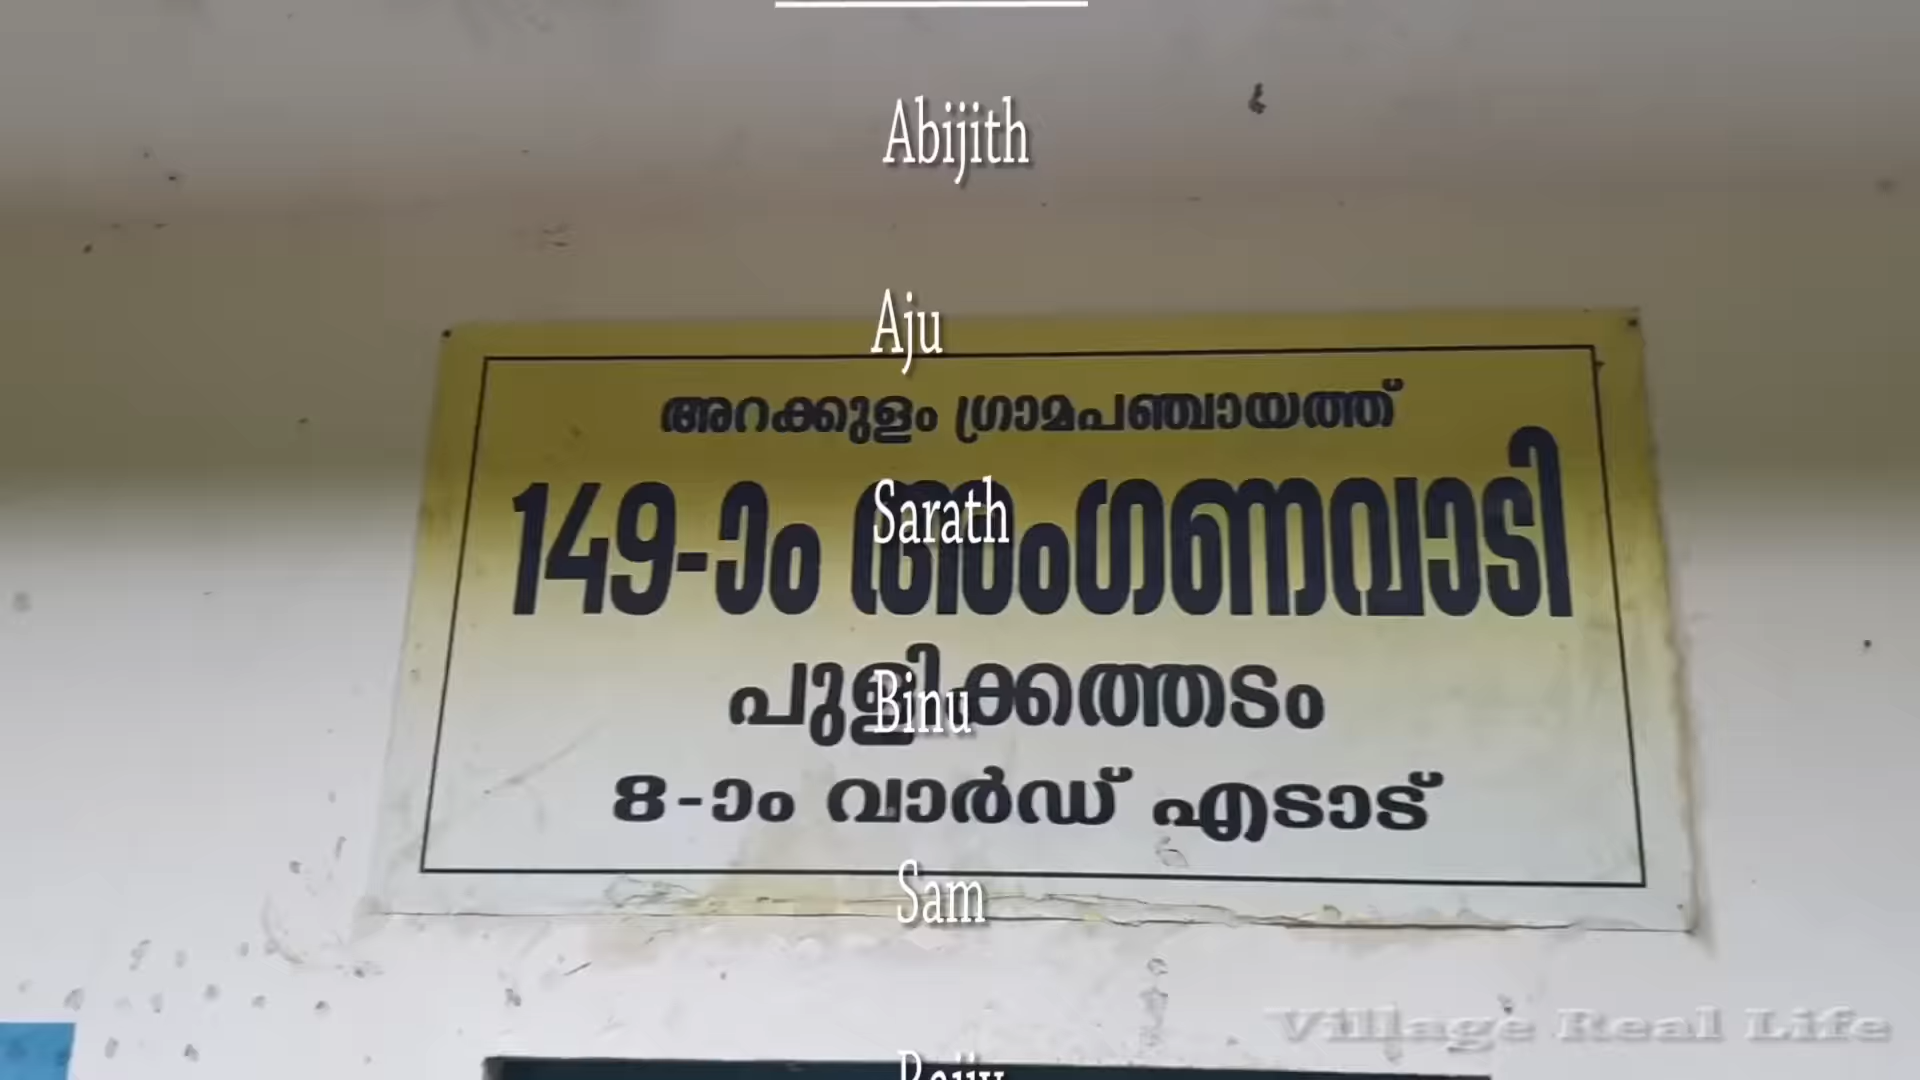 Abijith
Aju
അറക്കുളം ഗ്രാമപഞ്ചായത്ത്
149-ാം അംഗണവാടി
Sarath
പുളിക്കത്തടം
Binu
8-ാം വാർഡ് എടാട്
Sam
Village Real Life